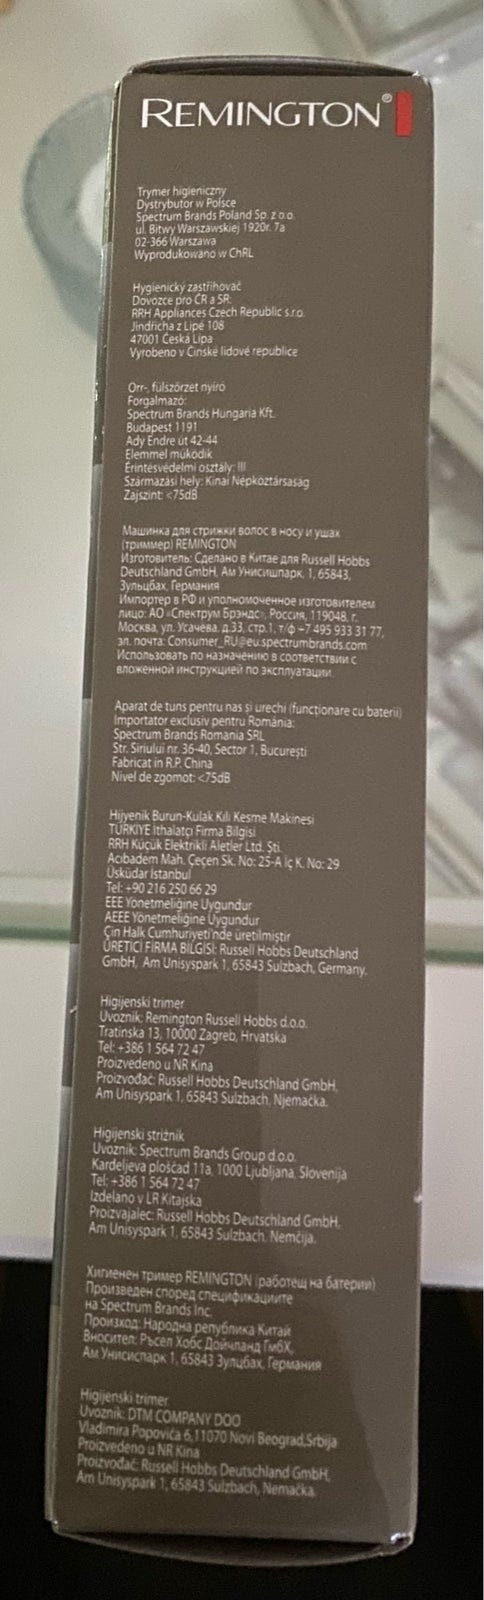 REMINGTON®
Trymer higieniczny
Dystrybutor w Polsce
Spectrum Brands Poland Sp. z o.o.
ul. Bitwy Warszawskiej 1920r. 7a
02-366 Warszawa
Wyprodukowano w ChRL
Hygienický zastřihovač
Dovozce pro ČR a SR:
RRH Appliances Czech Republic s.r.o.
Jindřicha z Lipé 108
47001 Česká Lípa
Vyrobeno v Čínské lidové republice
Orr-, fülszőrzet nyíró
Forgalmazó:
Spectrum Brands Hungaria Kft.
Budapest 1191
Ady Endre út 42-44
Elemmel működik
Érintésvédelmi osztály: III
Származási hely: Kínai Népköztársaság
Zajszint: <75dB
Машинка для стрижки волос в носу и ушах
(триммер) REMINGTON
Изготовитель: Сделано в Китае для Russell Hobbs
Deutschland GmbH, Ам Унисишпарк, 1, 65843,
Зульцбах, Германия
Импортер в РФ и уполномоченное изготовителем
лицо: АО «Спектрум Брэндс», Россия, 119048, г.
Москва, ул. Усачева, д.33, стр.1, т/ф +7 495 933 31 77,
эл. почта: Consumer_RU@eu.spectrumbrands.com
Использовать по назначению в соответствии с
вложенной инструкцией по эксплуатации.
Aparat de tuns pentru nas și urechi (funcționare cu baterii)
Importator exclusiv pentru România:
Spectrum Brands Romania SRL
Str. Siriului nr. 36-40, Sector 1, București
Fabricat in R.P. China
Nivel de zgomot: <75dB
Hijyenik Burun-Kulak Kılı Kesme Makinesi
TÜRKİYE İthalatçı Firma Bilgisi
RRH Küçük Elektrikli Aletler Ltd. Şti.
Acıbadem Mah. Çeçen Sk. No: 25-A İç K. No: 29
Üsküdar İstanbul
Tel: +90 216 250 66 29
EEE Yönetmeliğine Uygundur
AEEE Yönetmeliğine Uygundur
Çin Halk Cumhuriyeti'nde üretilmiştir
ÜRETİCİ FİRMA BİLGİSİ: Russell Hobbs Deutschland
GmbH, Am Unisyspark 1, 65843 Sulzbach, Germany.
Higijenski trimer
Uvoznik: Remington Russell Hobbs d.o.o.
Tratinska 13, 10000 Zagreb, Hrvatska
Tel: +386 1 564 72 47
Proizvedeno u NR Kina
Proizvođač: Russell Hobbs Deutschland GmbH,
Am Unisyspark 1, 65843 Sulzbach, Njemačka.
Higijenski strižnik
Uvoznik: Spectrum Brands Group d.o.o.
Kardeljeva ploščad 11a, 1000 Ljubljana, Slovenija
Tel: +386 1 564 72 47
Izdelano v LR Kitajska
Proizvajalec: Russell Hobbs Deutschland GmbH,
Am Unisyspark 1, 65843 Sulzbach, Nemčija.
Хигиенен тример REMINGTON (работещ на батерии)
Произведен според спецификациите
на Spectrum Brands Inc.
Произход: Народна република Китай
Вносител: Ръсел Хобс Дойчланд ГмбХ,
Ам Унисиспарк 1, 65843 Зулцбах, Германия
Higijenski trimer
Uvoznik: DTM COMPANY DOO
Vladimira Popovića 6,11070 Novi Beograd,Srbija
Proizvedeno u NR Kina
Proizvođač: Russell Hobbs Deutschland GmbH,
Am Unisyspark 1, 65843 Sulzbach, Nemačka.